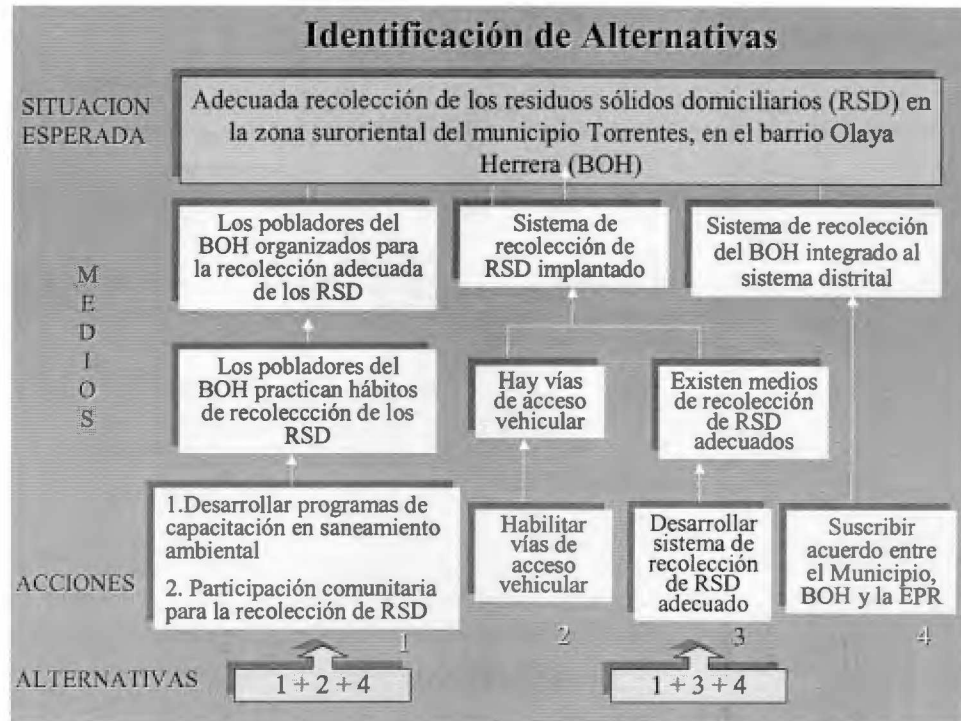 Identificación de Alternativas
SITUACION
ESPERADA
Adecuada recolección de los residuos sólidos domiciliarios (RSD) en
la zona suroriental del municipio Torrentes, en el barrio Olaya
Herrera (BOH)
M
E
D
I
O
S
Los pobladores del
BOH organizados para
la recolección adecuada
de los RSD
Sistema de
recolección de
RSD implantado
Sistema de recolección
del BOH integrado al
sistema distrital
Los pobladores del
BOH practican hábitos
de recoleccción de los
RSD
Hay vías
de acceso
vehicular
Existen medios
de recolección
de RSD
adecuados
ACCIONES
1.Desarrollar programas de
capacitación en saneamiento
ambiental
2. Participación comunitaria
para la recolección de RSD
1
Habilitar
vías de
acceso
vehicular
2
Desarrollar
sistema de
recolección
de RSD
adecuado
3
Suscribir
acuerdo entre
el Municipio,
BOH y la EPR
4
ALTERNATIVAS
1 + 2 + 4
1 + 3 + 4